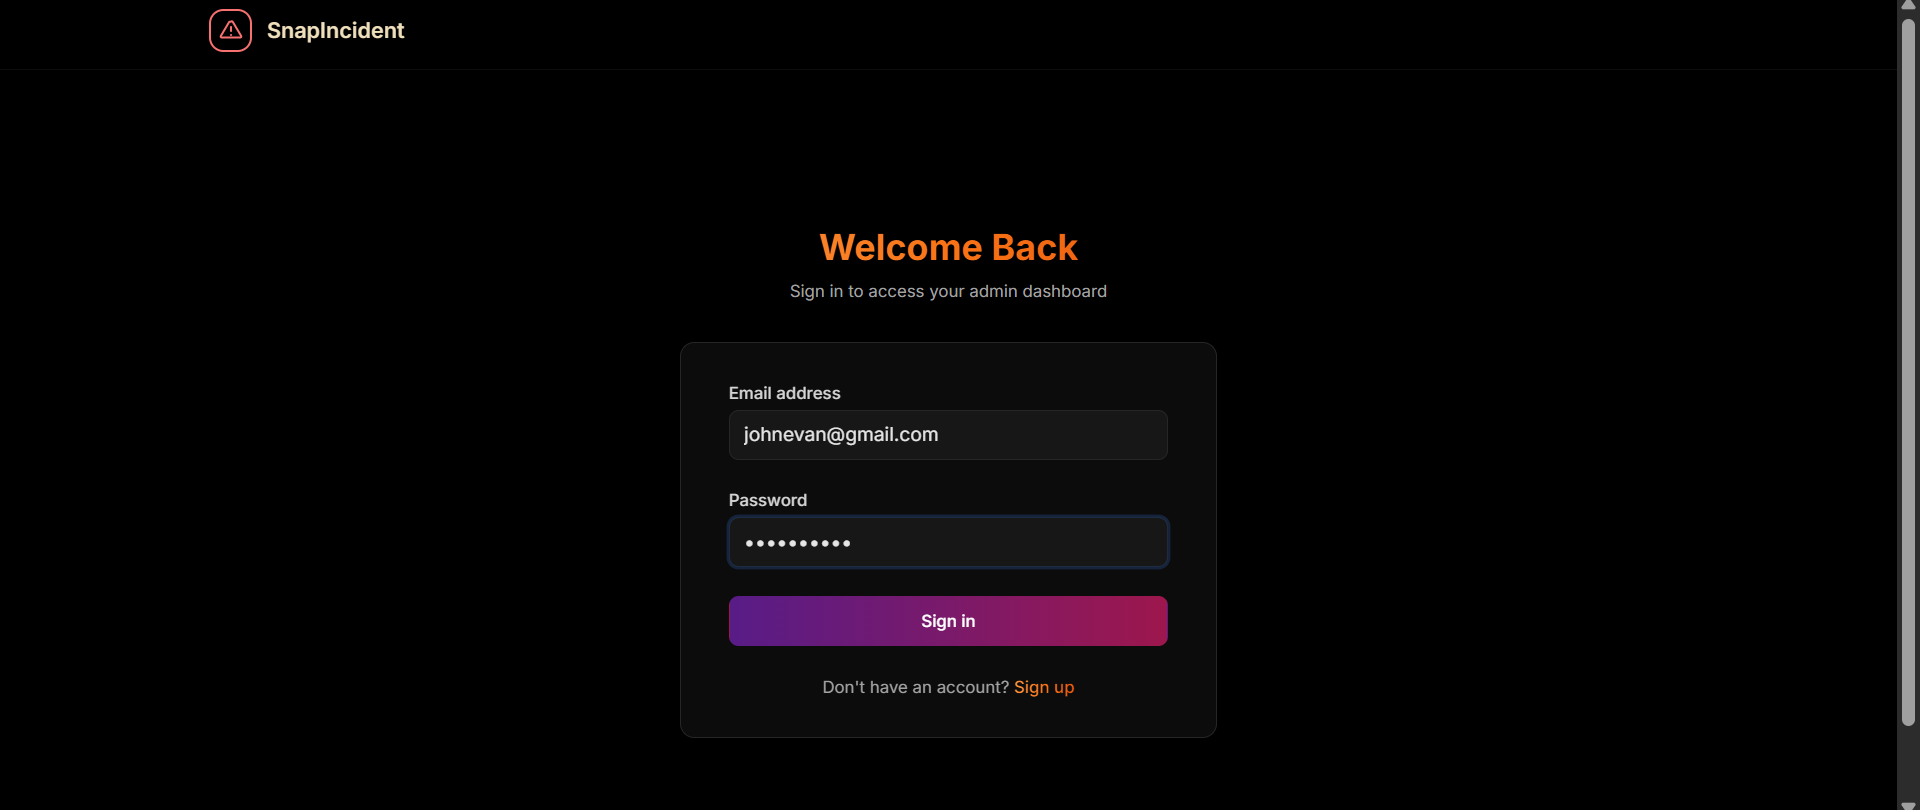 SnapIncident
Welcome Back
Sign in to access your admin dashboard
Email address
johnevan@gmail.com
Password
••••••••••
Sign in
Don't have an account? Sign up